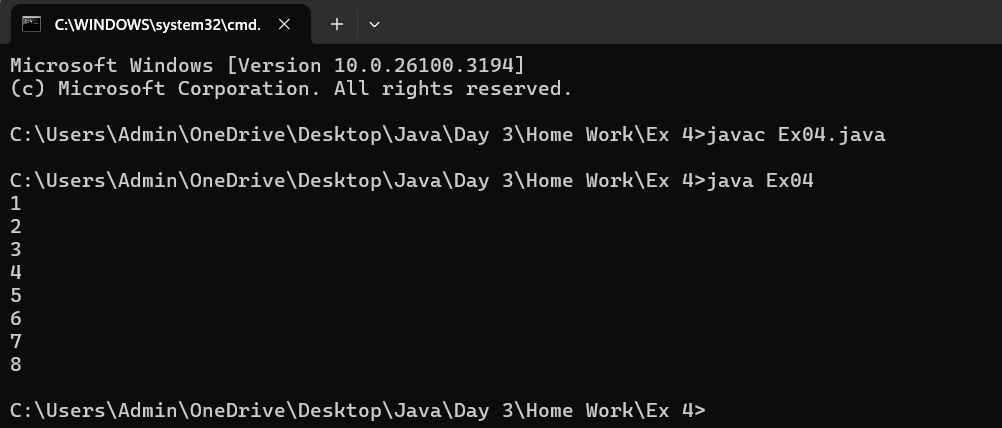 C:\WINDOWS\system32\cmd.
Microsoft Windows [Version 10.0.26100.3194]
(c) Microsoft Corporation. All rights reserved.
C:\Users\Admin\OneDrive\Desktop\Java\Day 3\Home Work\Ex 4>javac Ex04.java
C:\Users\Admin\OneDrive\Desktop\Java\Day 3\Home Work\Ex 4>java Ex04
1
2
3
4
5
6
7
8
C:\Users\Admin\OneDrive\Desktop\Java\Day 3\Home Work\Ex 4>